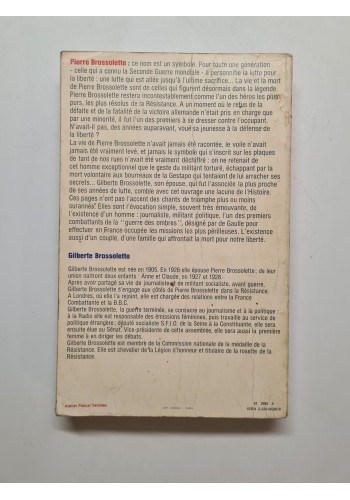 Pierre Brossolette : ce nom est un symbole. Pour toute une génération
- celle qui a connu la Seconde Guerre mondiale - il personnifie la lutte pour
la liberté : une lutte qui est allée jusqu'à l'ultime sacrifice... La vie et la mort
de Pierre Brossolette sont de celles qui figurent désormais dans la légende.
Pierre Brossolette restera incontestablement comme l'un des héros les plus
purs, les plus résolus de la Résistance. A un moment où le refus de la
défaite et de la fatalité de la victoire allemande n'était pris en charge que
par une minorité, il fut l'un des premiers à se dresser contre l'occupant.
N'avait-il pas, des années auparavant, voué sa jeunesse à la défense de
la liberté ?
La vie de Pierre Brossolette n'avait jamais été racontée, le voile n'avait
jamais été vraiment levé, et jamais le symbole qui s'inscrit sur les plaques
de tant de nos rues n'avait été vraiment déchiffré : on ne retenait de
cet homme exceptionnel que le geste du militant torturé, échappant par la
mort volontaire aux bourreaux de la Gestapo qui tentaient de lui arracher ses
secrets... Gilberte Brossolette, son épouse, qui fut l'associée la plus proche
de ses années de lutte, comble avec cet ouvrage une lacune de l'Histoire.
Ces pages n'ont pas l'accent des chants de triomphe plus ou moins
surannés. Elles sont l'évocation simple, souvent très émouvante, de
l'existence d'un homme : journaliste, militant politique, l'un des premiers
combattants de la "guerre des ombres", désigné par de Gaulle pour
effectuer en France occupée les missions les plus périlleuses. L'existence
aussi d'un couple, d'une famille qui affrontait la mort pour notre liberté.
Gilberte Brossolette
Gilberte Brossolette est née en 1905. En 1926 elle épouse Pierre Brossolette ; de leur
union naîtront deux enfants : Anne et Claude, en 1927 et 1928.
Après avoir partagé sa vie de journaliste et de militant socialiste, avant guerre,
Gilberte Brossolette s'engage aux côtés de Pierre Brossolette dans la Résistance.
A Londres, où elle l'a rejoint, elle est chargée des relations entre la France
Combattante et la B.B.C.
Gilberte Brossolette, la guerre terminée, se consacre au journalisme et à la politique :
à la Radio elle est responsable des émissions féminines, puis travaille au service de
politique étrangère ; député socialiste S.F.I.O. de la Seine à la Constituante, elle sera
ensuite élue au Sénat. Vice-présidente de cette assemblée, elle sera aussi la première
femme à en diriger les débats.
Gilberte Brossolette est membre de la Commission nationale de la médaille de la
Résistance. Elle est chevalier de la Légion d'honneur et titulaire de la rosette de la
Résistance.